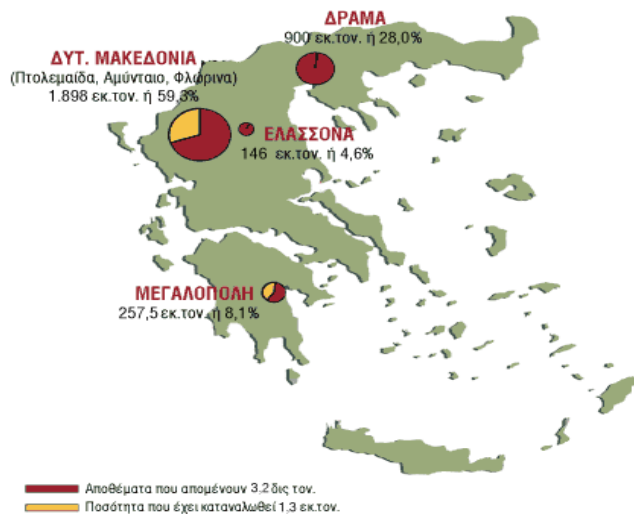 ΔΡΑΜΑ
900 εκ.τον. ή 28,0%
ΔΥΤ. ΜΑΚΕΔΟΝΙΑ
(Πτολεμαίδα, Αμύνταιο, Φλώρινα)
1.898 εκ.τον. ή 59,3%
ΕΛΑΣΣΟΝΑ
146 εκ.τον. ή 4,6%
ΜΕΓΑΛΟΠΟΛΗ
257,5 εκ.τον. ή 8,1%
Αποθέματα που απομένουν 3,2 δις τον.
Ποσότητα που έχει καταναλωθεί 1,3 εκ.τον.